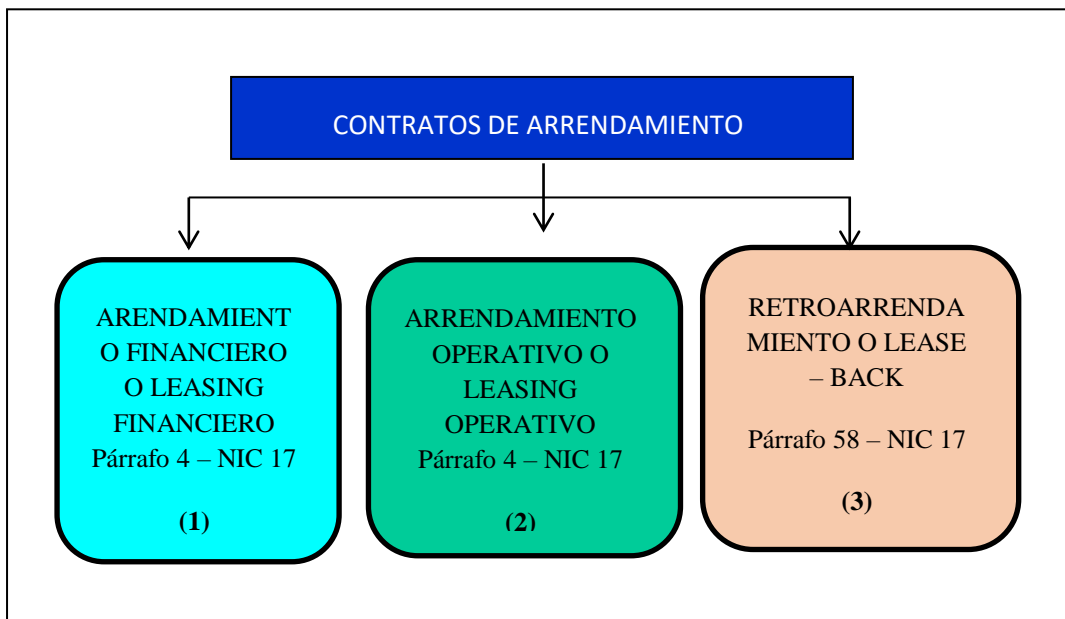 CONTRATOS DE ARRENDAMIENTO
ARENDAMIENT
O FINANCIERO
O LEASING
FINANCIERO
Párrafo 4 – NIC 17
(1)
ARRENDAMIENTO
OPERATIVO O
LEASING
OPERATIVO
Párrafo 4 – NIC 17
(2)
RETROARRENDA
MIENTO O LEASE
– BACK
Párrafo 58 – NIC 17
(3)